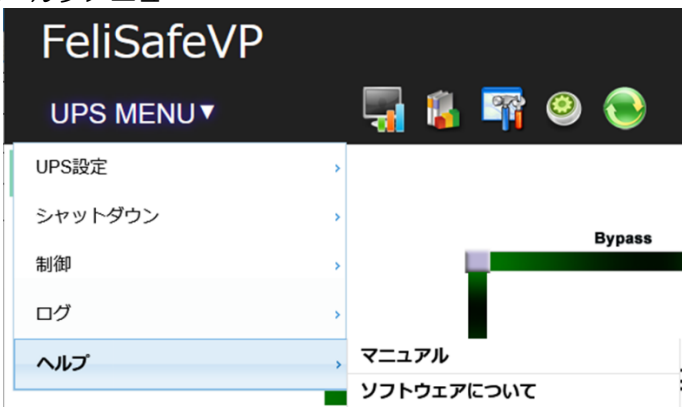 FeliSafeVP
UPS MENU▼
UPS設定
シャットダウン
制御
Bypass
ログ
ヘルプ
マニュアル
ソフトウェアについて